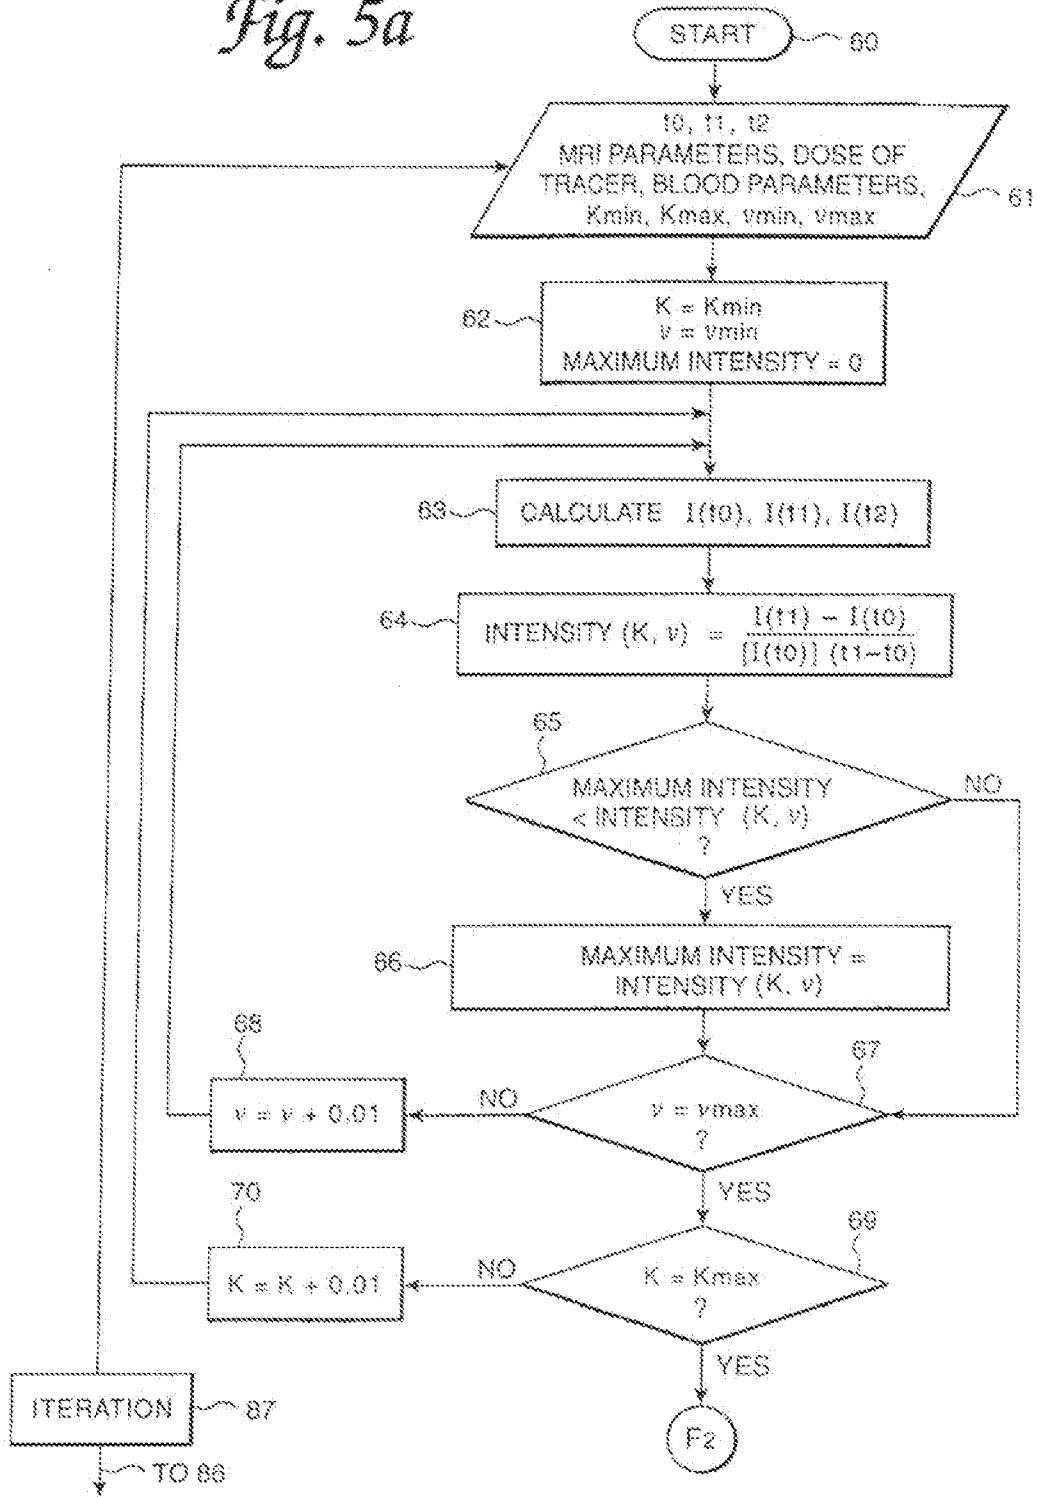 Fig. 5a
START
60
t0, t1, t2
MRI PARAMETERS, DOSE OF
TRACER, BLOOD PARAMETERS,
Kmin, Kmax, vmin, vmax
61
62
K = Kmin
v = vmin
MAXIMUM INTENSITY = 0
63
CALCULATE I(t0), I(t1), I(t2)
64
INTENSITY (K, v) = I(t1) - I(t0)
[I(t0)] (t1-t0)
65
MAXIMUM INTENSITY
< INTENSITY (K, v)
?
NO
YES
66
MAXIMUM INTENSITY =
INTENSITY (K, v)
68
v = v + 0.01
NO
67
v = vmax
?
YES
70
K = K + 0.01
NO
69
K = Kmax
?
YES
ITERATION
87
F2
TO 86